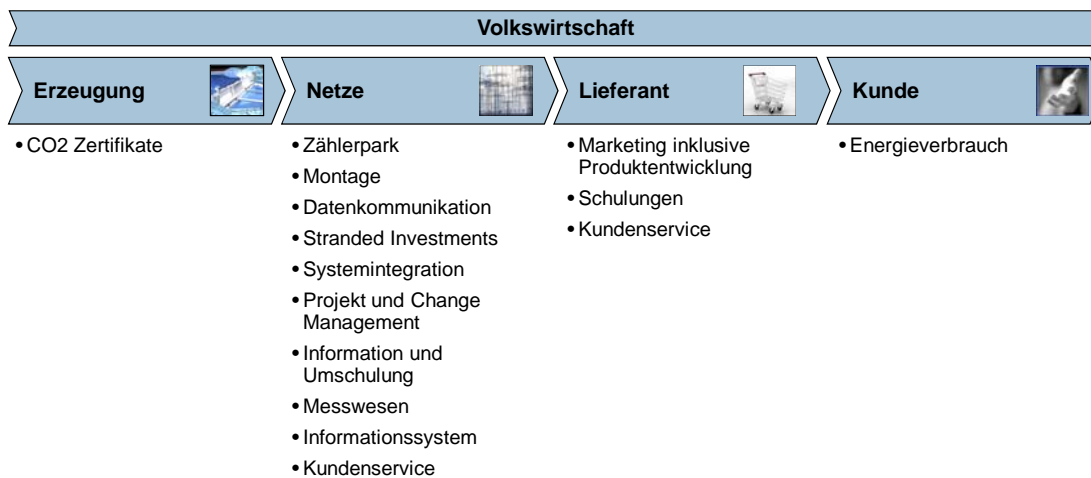 Volkswirtschaft
Erzeugung
• CO2 Zertifikate
Netze
• Zählerpark
• Montage
• Datenkommunikation
• Stranded Investments
• Systemintegration
• Projekt und Change
Management
• Information und
Umschulung
• Messwesen
• Informationssystem
• Kundenservice
Lieferant
• Marketing inklusive
Produktentwicklung
• Schulungen
• Kundenservice
Kunde
• Energieverbrauch